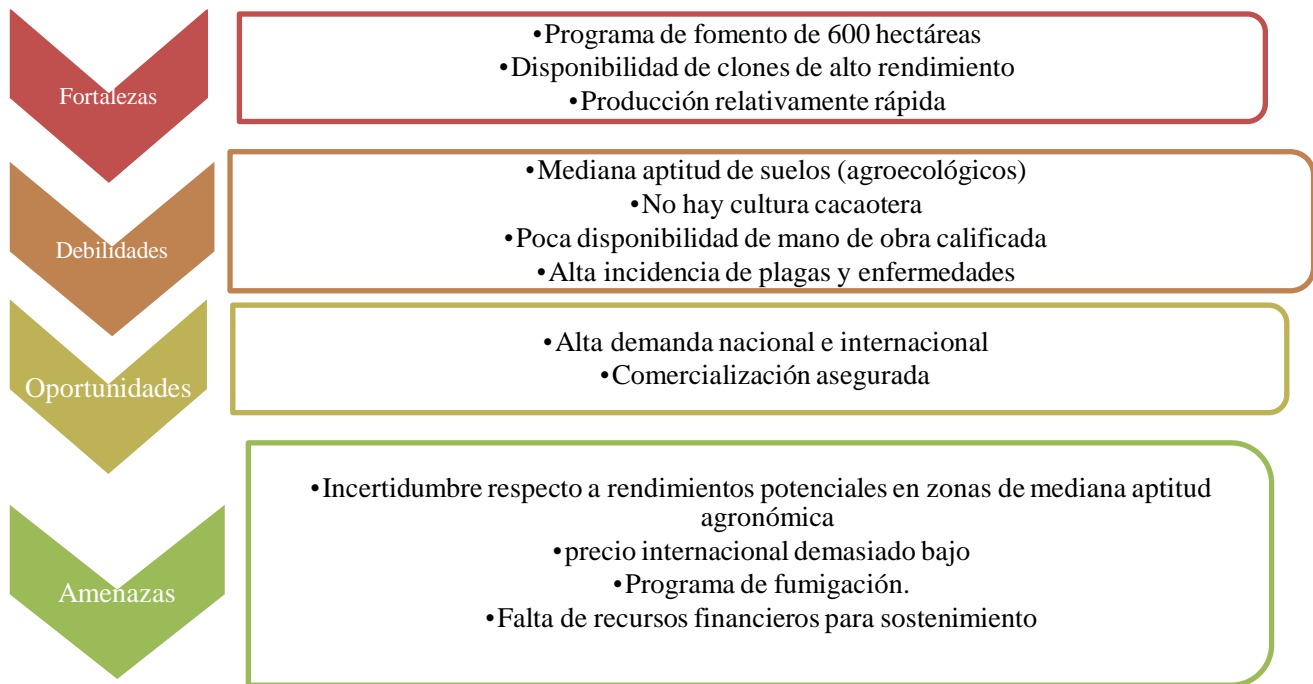 Fortalezas
•Programa de fomento de 600 hectáreas
•Disponibilidad de clones de alto rendimiento
•Producción relativamente rápida
Debilidades
•Mediana aptitud de suelos (agroecológicos)
•No hay cultura cacaotera
•Poca disponibilidad de mano de obra calificada
•Alta incidencia de plagas y enfermedades
Oportunidades
•Alta demanda nacional e internacional
•Comercialización asegurada
Amenazas
•Incertidumbre respecto a rendimientos potenciales en zonas de mediana aptitud
agronómica
•precio internacional demasiado bajo
•Programa de fumigación.
•Falta de recursos financieros para sostenimiento